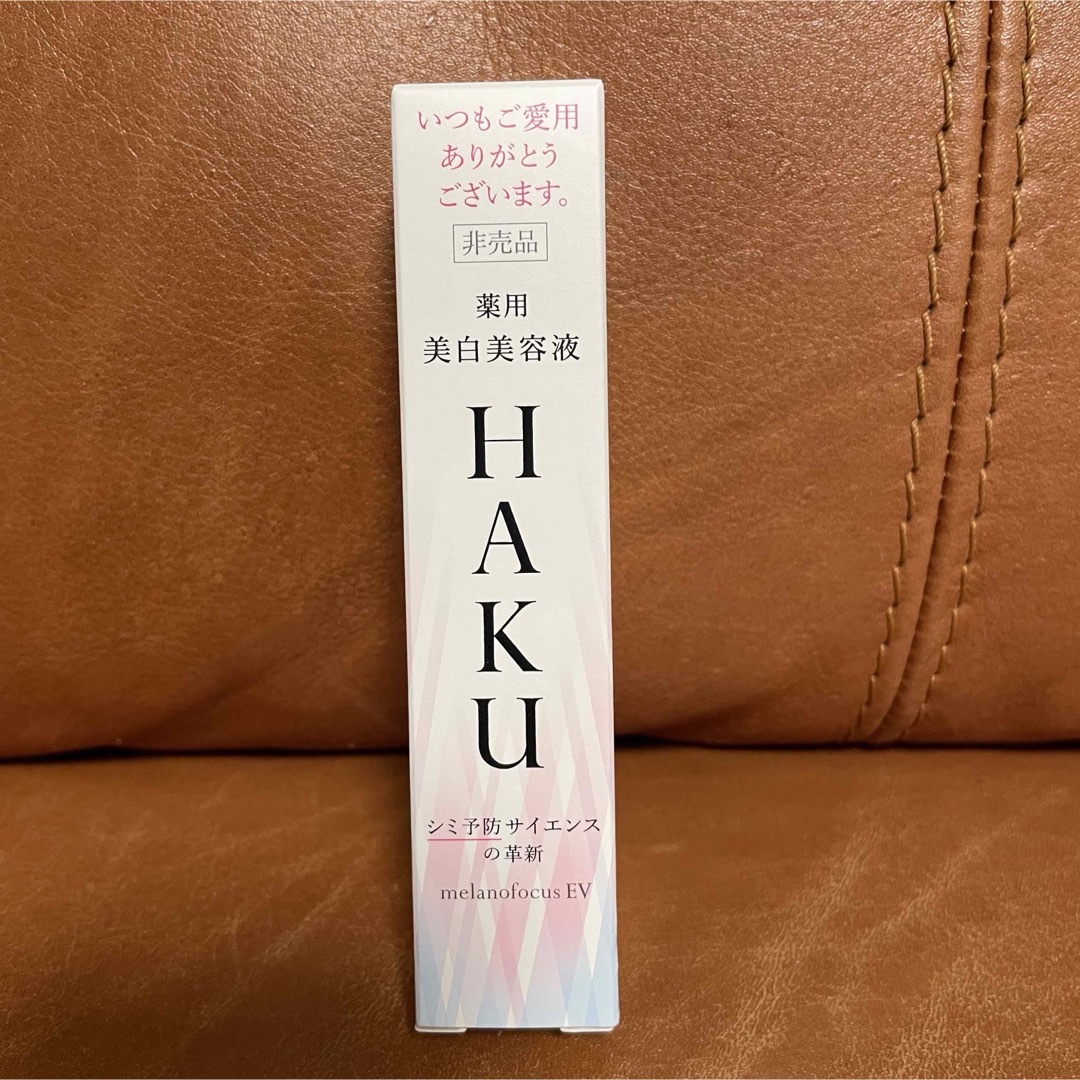 いつもご愛用
ありがとう
ございます。
非売品
薬用
美白美容液
HAKU
シミ予防サイエンス
の革新
melanofocus EV